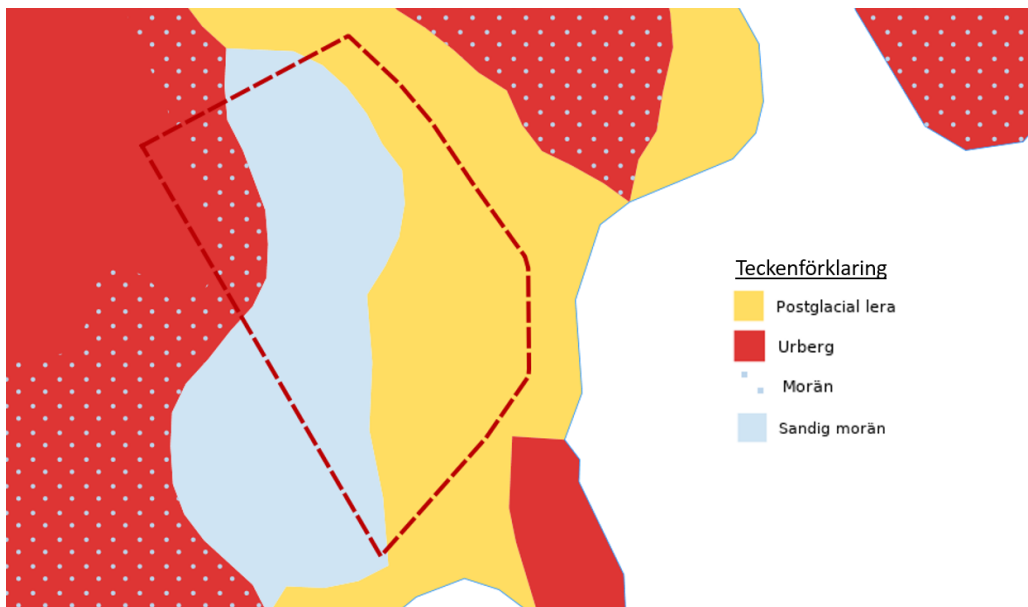 Teckenförklaring
Postglacial lera
Urberg
Morän
Sandig morän